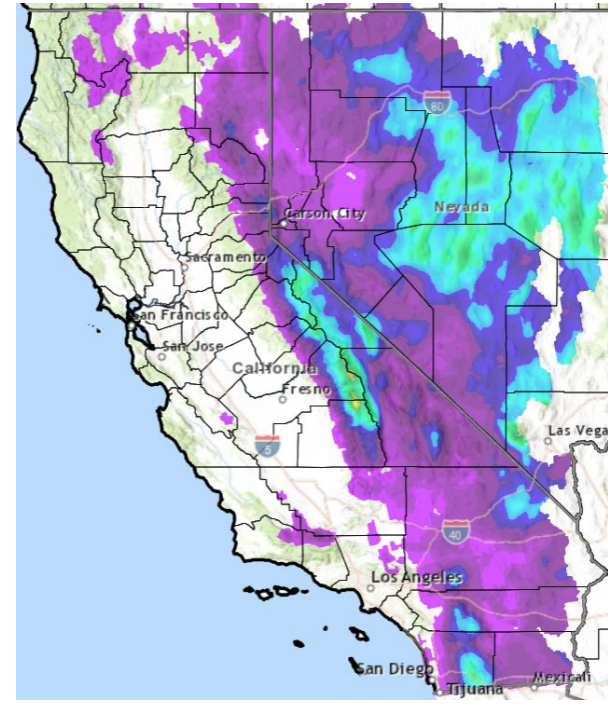 80
Nevada
Carson City
Sacramento
San Francisco
San Jose
California
Fresno
5
Las Vega
40
Los Angeles
San Diego
Tijuana
Mexicali